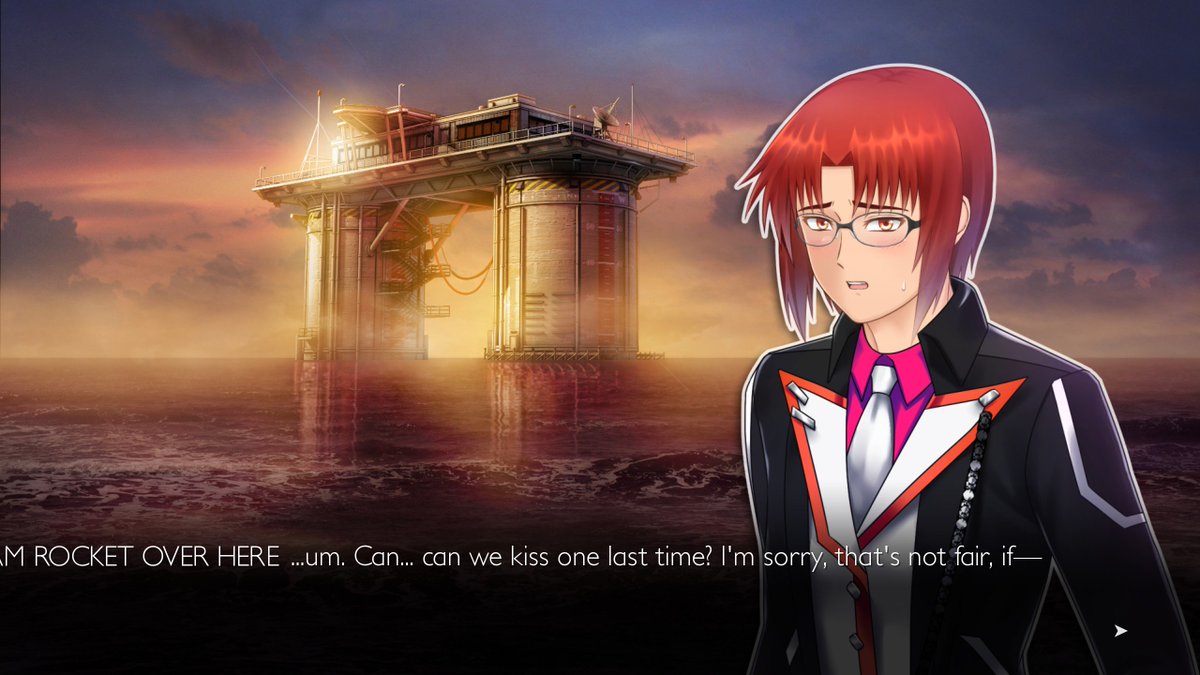 AM ROCKET OVER HERE ...um. Can... can we kiss one last time? I'm sorry, that's not fair, if—